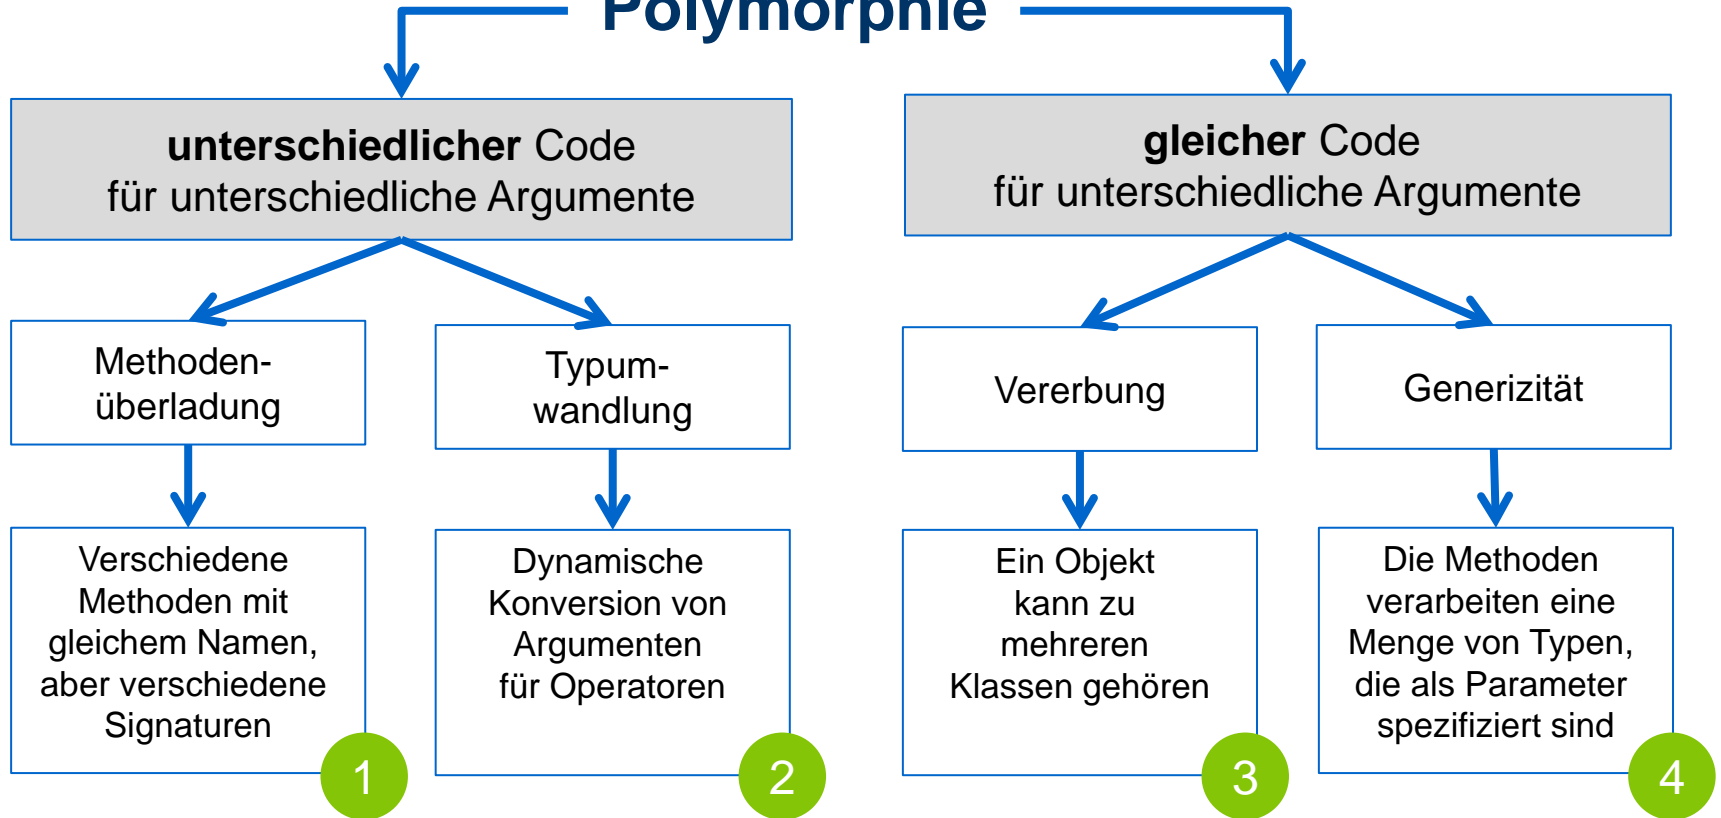 Polymorphie
unterschiedlicher Code
für unterschiedliche Argumente
gleicher Code
für unterschiedliche Argumente
Methoden-
überladung
Typum-
wandlung
Vererbung
Generizität
Verschiedene
Methoden mit
gleichem Namen,
aber verschiedene
Signaturen
1
Dynamische
Konversion von
Argumenten
für Operatoren
2
Ein Objekt
kann zu
mehreren
Klassen gehören
3
Die Methoden
verarbeiten eine
Menge von Typen,
die als Parameter
spezifiziert sind
4